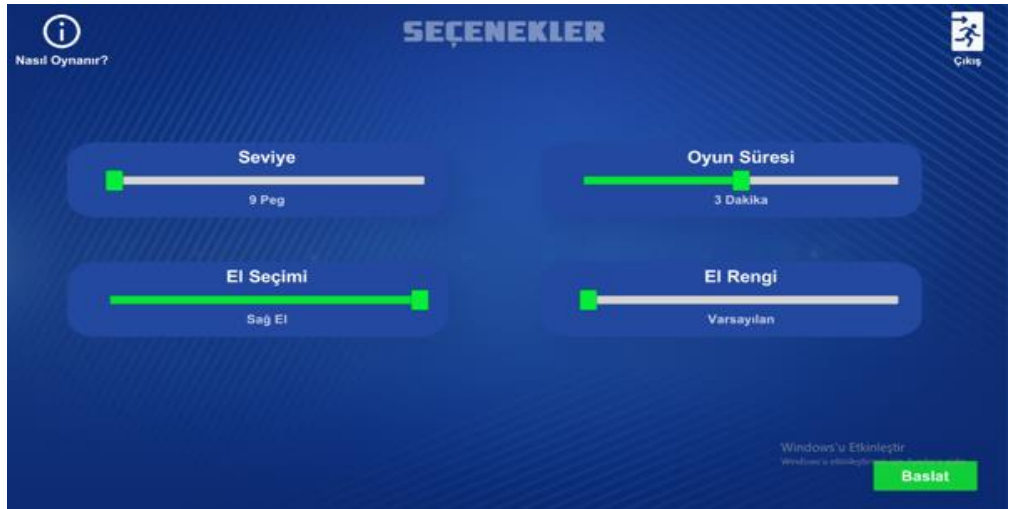 SEÇENEKLER
Nasıl Oynanır?
Çıkış
Seviye
9 Peg
Oyun Süresi
3 Dakika
El Seçimi
Sağ El
El Rengi
Varsayılan
Windows'u Etkinleştir
Baslat